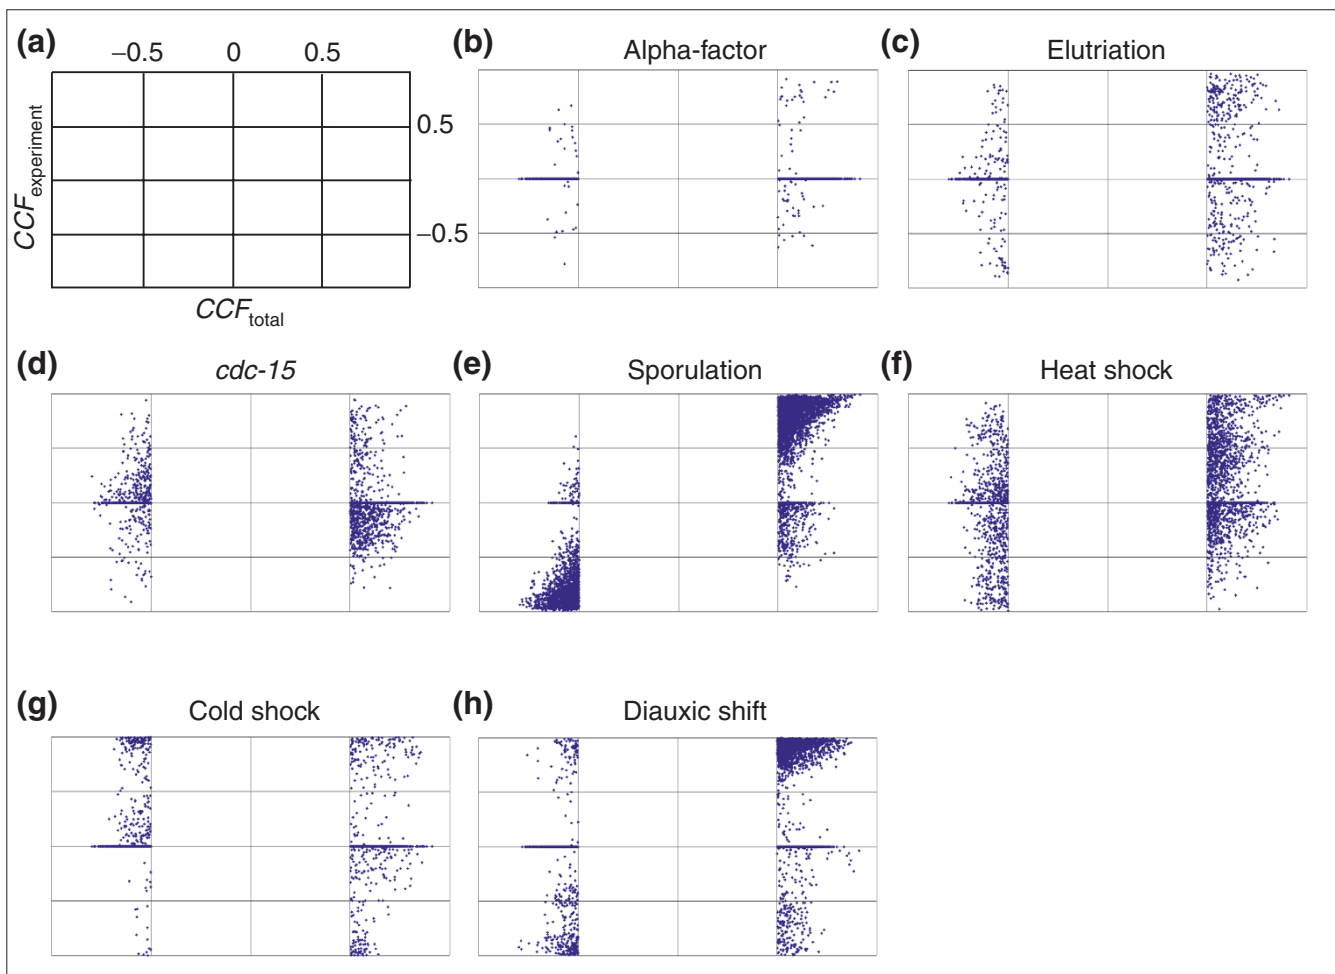 (a)
−0.5 0 0.5
CCFexperiment
0.5
−0.5
CCFtotal
(b) Alpha-factor
(c) Elutriation
(d) cdc-15
(e) Sporulation
(f) Heat shock
(g) Cold shock
(h) Diauxic shift